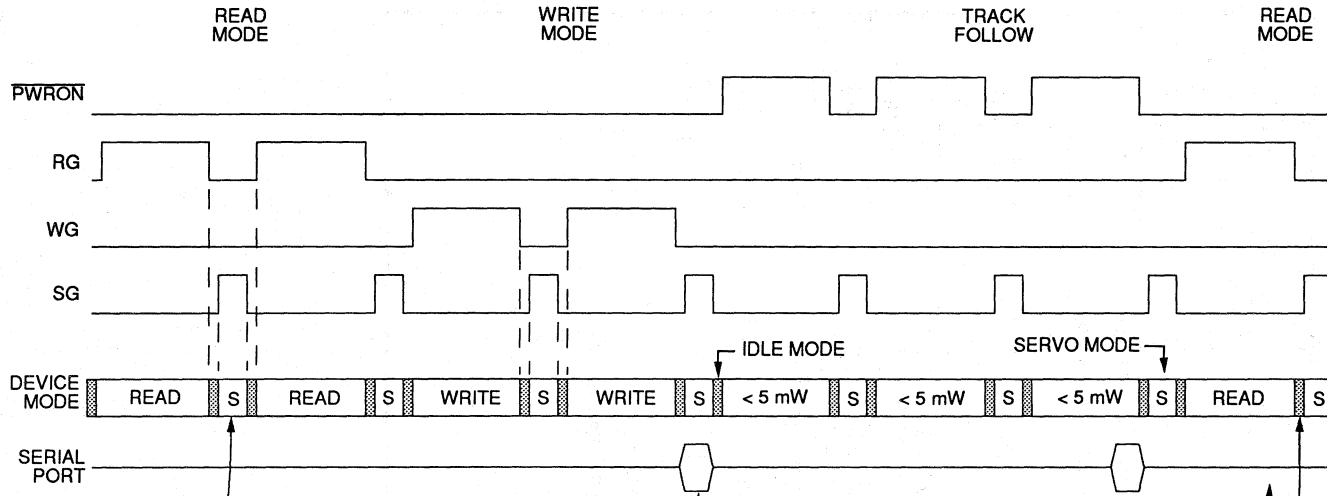 READ
MODE
WRITE
MODE
TRACK
FOLLOW
READ
MODE
PWRON
RG
WG
SG
IDLE MODE
SERVO MODE
DEVICE
MODE
READ S READ S WRITE S WRITE S < 5 mW S < 5 mW S < 5 mW S READ S
SERIAL
PORT